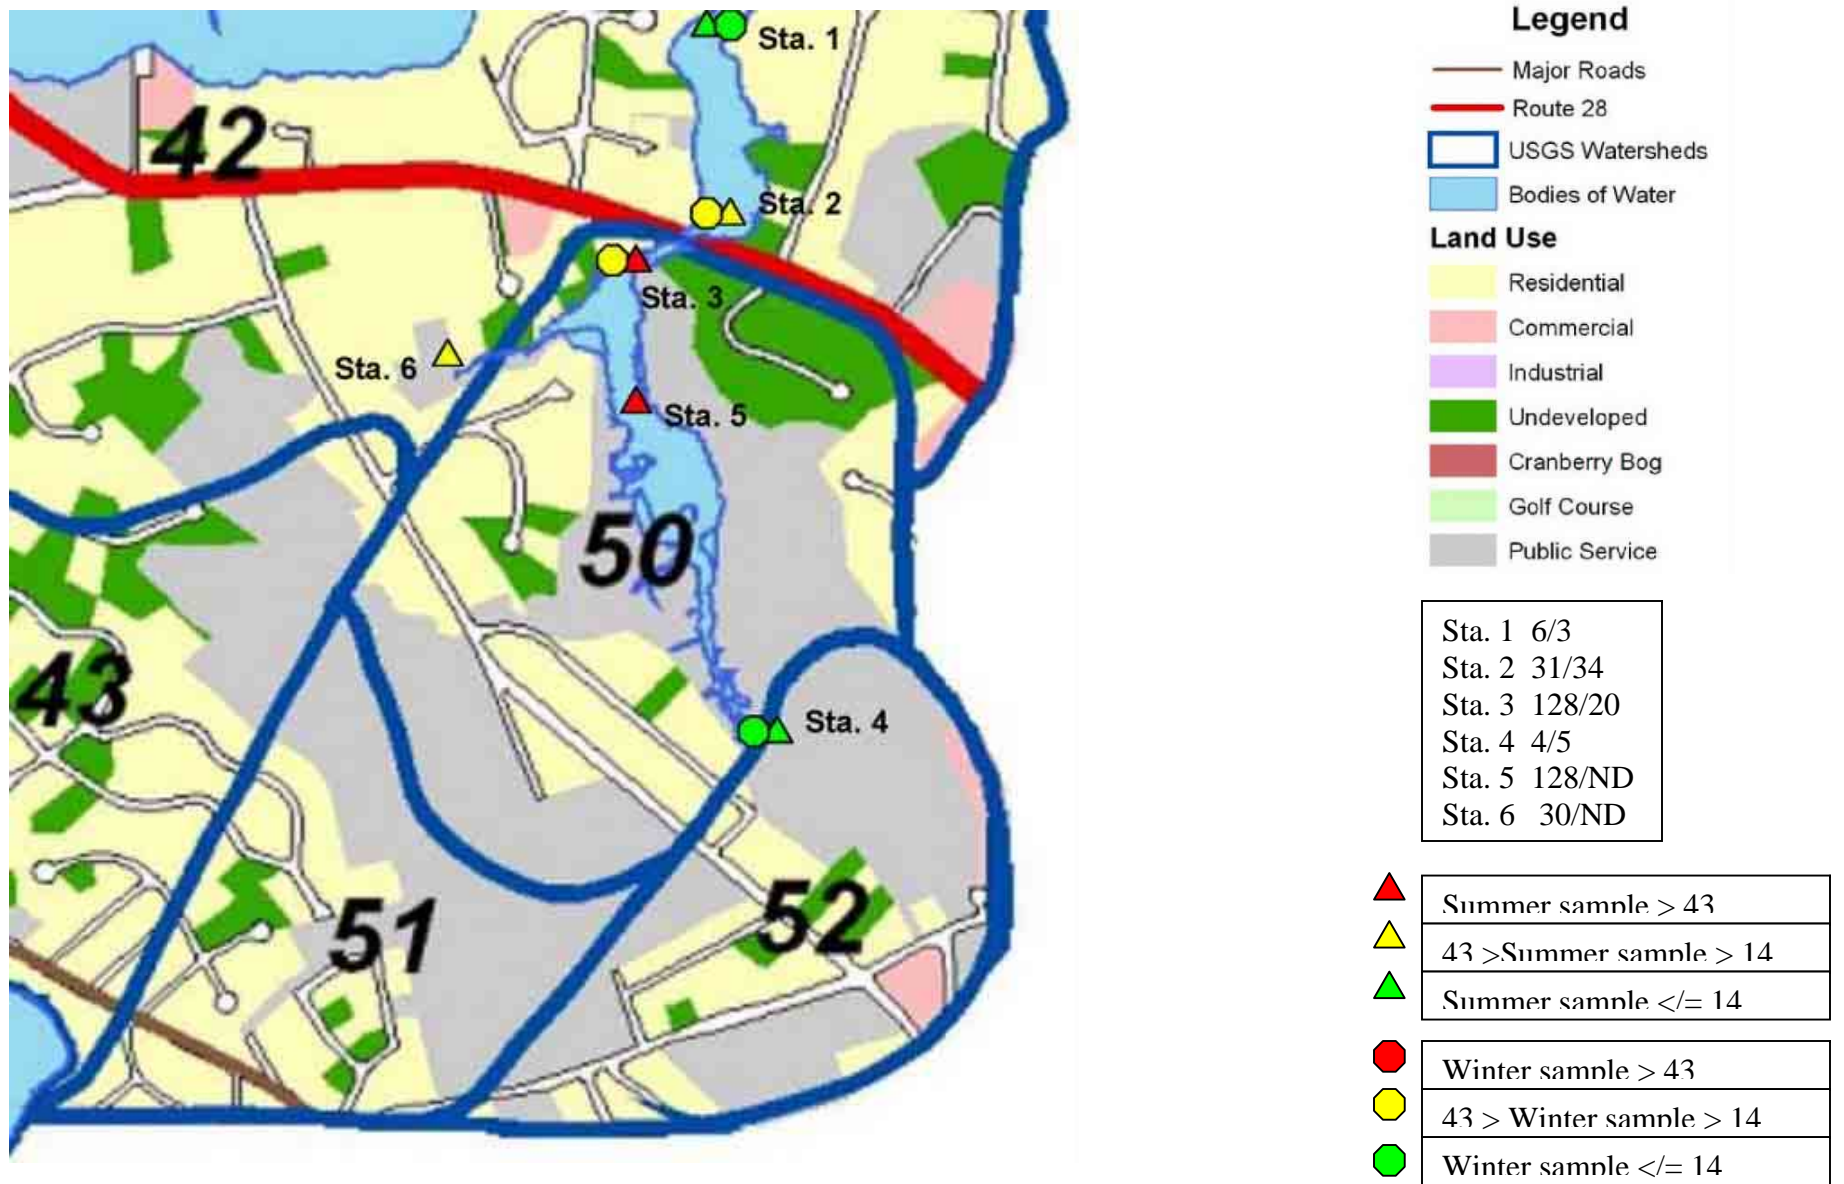 Sta. 1
42
Sta. 2
Sta. 3
Sta. 6
Sta. 5
50
43
Sta. 4
51
52
Legend
Major Roads
Route 28
USGS Watersheds
Bodies of Water
Land Use
Residential
Commercial
Industrial
Undeveloped
Cranberry Bog
Golf Course
Public Service
Sta. 1 6/3
Sta. 2 31/34
Sta. 3 128/20
Sta. 4 4/5
Sta. 5 128/ND
Sta. 6 30/ND
Summer sample > 43
43 >Summer sample > 14
Summer sample </= 14
Winter sample > 43
43 > Winter sample > 14
Winter sample </= 14